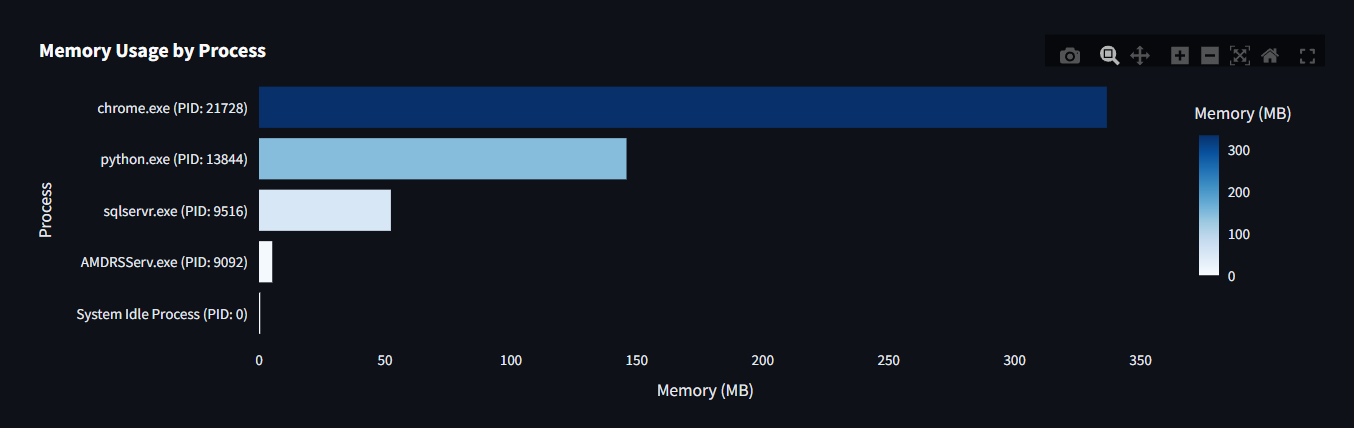 Memory Usage by Process
chrome.exe (PID: 21728)
python.exe (PID: 13844)
sqlservr.exe (PID: 9516)
AMDRSServ.exe (PID: 9092)
System Idle Process (PID: 0)
Process
0 50 100 150 200 250 300 350
Memory (MB)
Memory (MB)
300
200
100
0